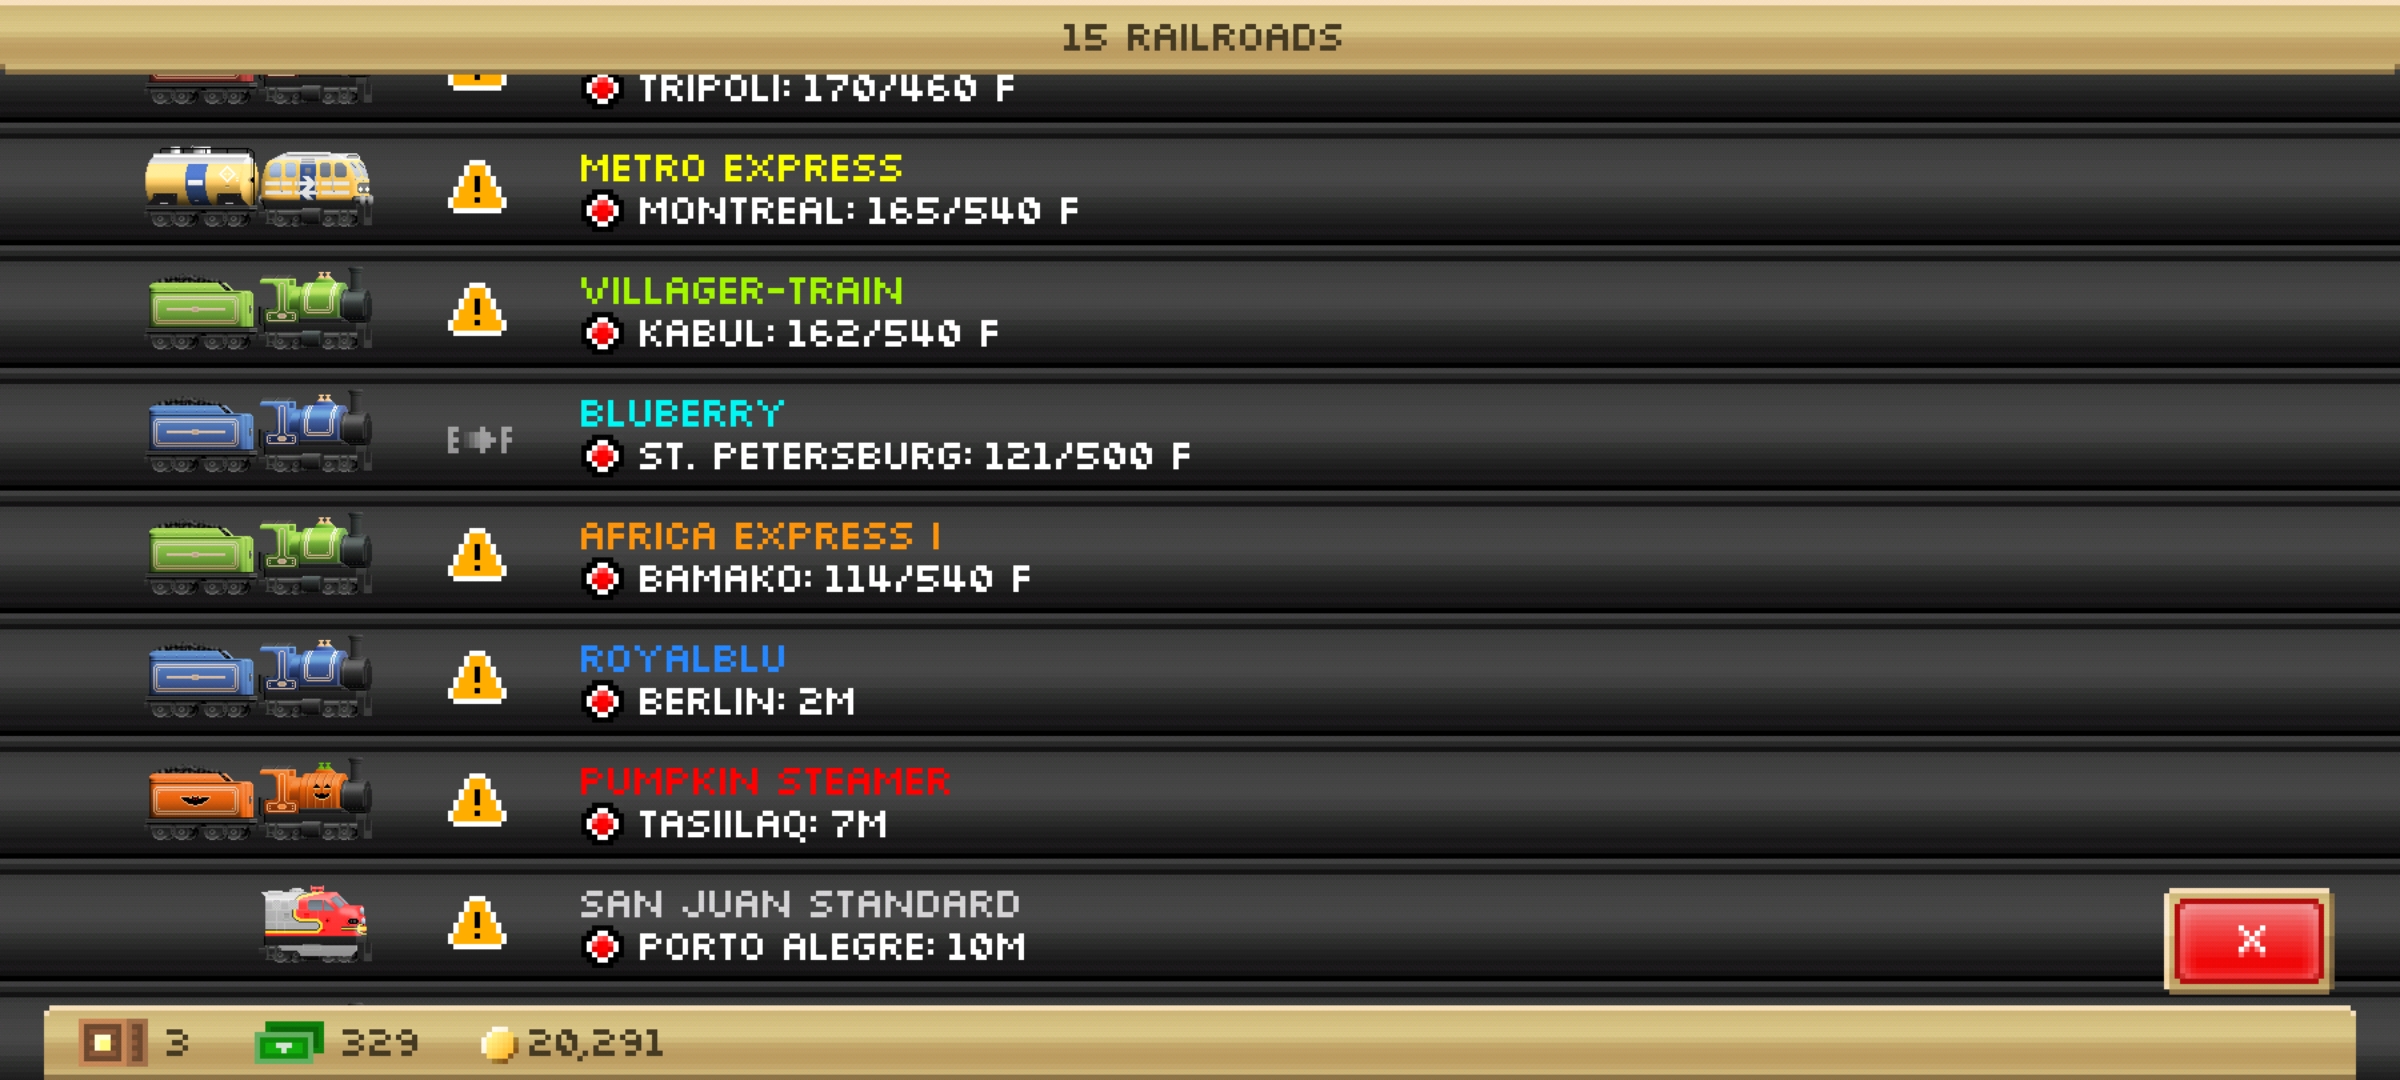 15 RAILROADS
TRIPOLI: 170/460 F
METRO EXPRESS
MONTREAL: 165/540 F
VILLAGER-TRAIN
KABUL: 162/540 F
E F
BLUBERRY
ST. PETERSBURG: 121/500 F
AFRICA EXPRESS I
BAMAKO: 114/540 F
ROYALBLU
BERLIN: 2M
PUMPKIN STEAMER
TASIILAQ: 7M
SAN JUAN STANDARD
PORTO ALEGRE: 10M
X
3 329 20,291